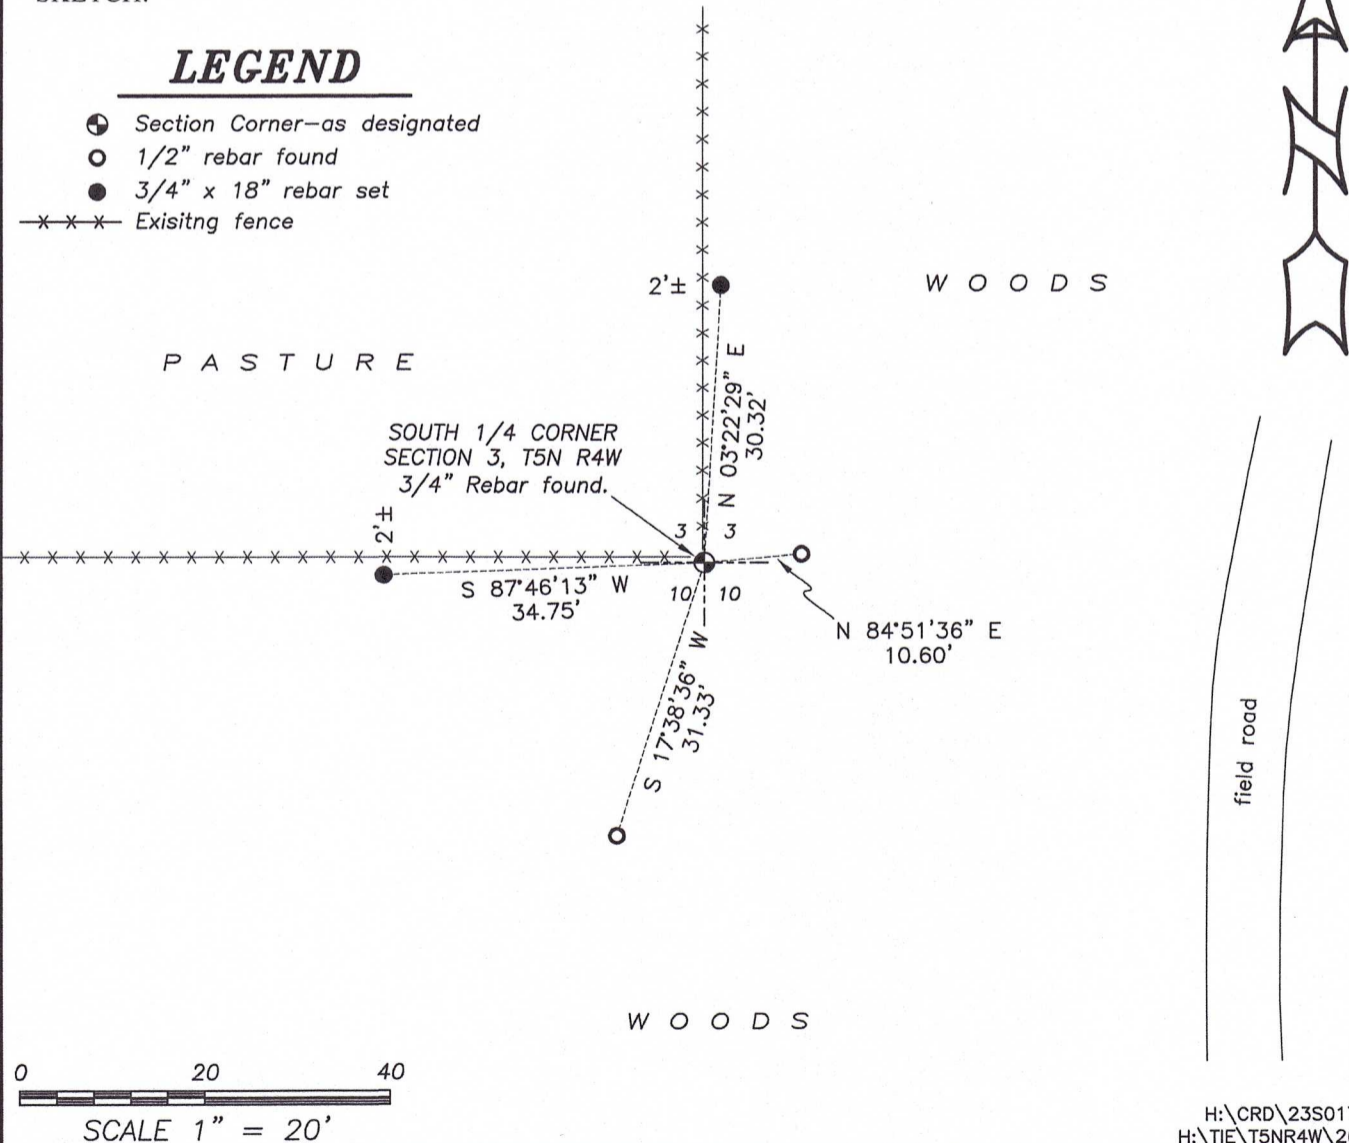 SKETCH:
LEGEND
Section Corner-as designated
1/2" rebar found
3/4" x 18" rebar set
Exisitng fence
N
2'±
W O O D S
P A S T U R E
N 03°22'29" E
30.32'
SOUTH 1/4 CORNER
SECTION 3, T5N R4W
3/4" Rebar found.
2'±
3 3
S 87°46'13" W
34.75'
10 10
N 84°51'36" E
10.60'
S 17°38'36" W
31.33'
field road
W O O D S
0 20 40
SCALE 1" = 20'
H:\CRD\23S01
H:\TIE\T5NR4W\2